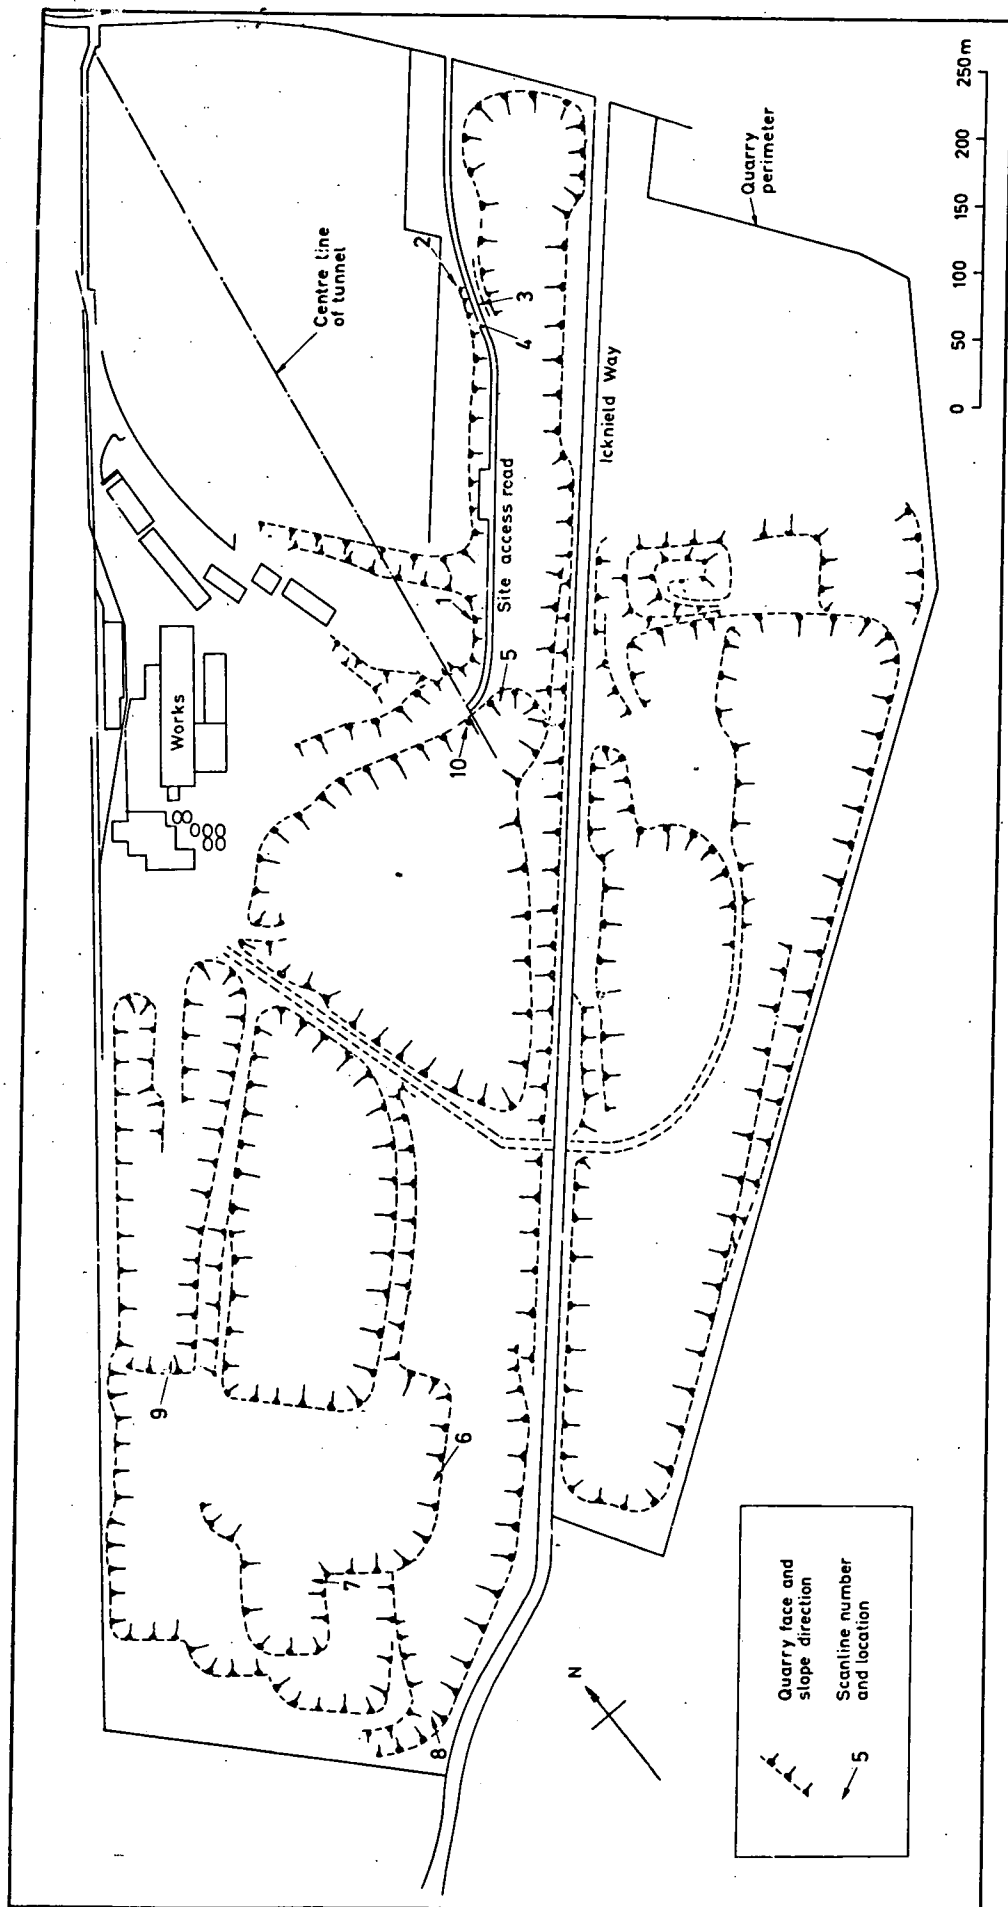 Centre line
of tunnel
2
3
4
Quarry
perimeter
250m
200
150
100
50
0
Icknield Way
Site access road
1
5
10
Works
9
6
7
8
N
Quarry face and
slope direction
Scanline number
and location
5